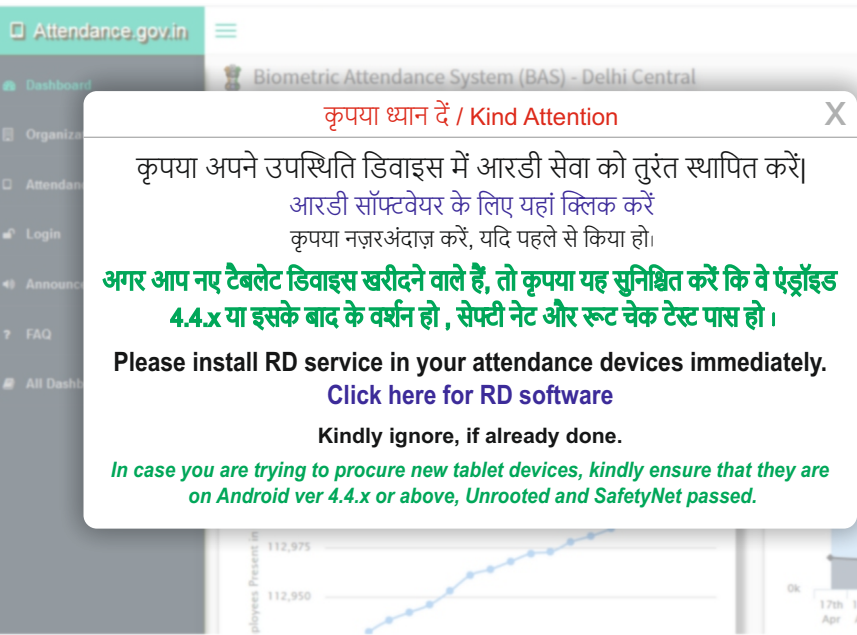 Attendance.gov.in
Biometric Attendance System (BAS) - Delhi Central
Dashboard
कृपया ध्यान दें / Kind Attention
X
Organiza
कृपया अपने उपस्थिति डिवाइस में आरडी सेवा को तुरंत स्थापित करें|
Attendan
आरडी सॉफ्टवेयर के लिए यहां क्लिक करें
Login
कृपया नज़रअंदाज़ करें, यदि पहले से किया हो।
Announce
अगर आप नए टैबलेट डिवाइस खरीदने वाले हैं, तो कृपया यह सुनिश्चित करें कि वे एंड्रॉइड
4.4.x या इसके बाद के वर्शन हो , सेफ्टी नेट और रूट चेक टेस्ट पास हो ।
? FAQ
Please install RD service in your attendance devices immediately.
All Dashb
Click here for RD software
Kindly ignore, if already done.
In case you are trying to procure new tablet devices, kindly ensure that they are
on Android ver 4.4.x or above, Unrooted and SafetyNet passed.
ployees Present in
112,975
112,950
0k
17th
Apr